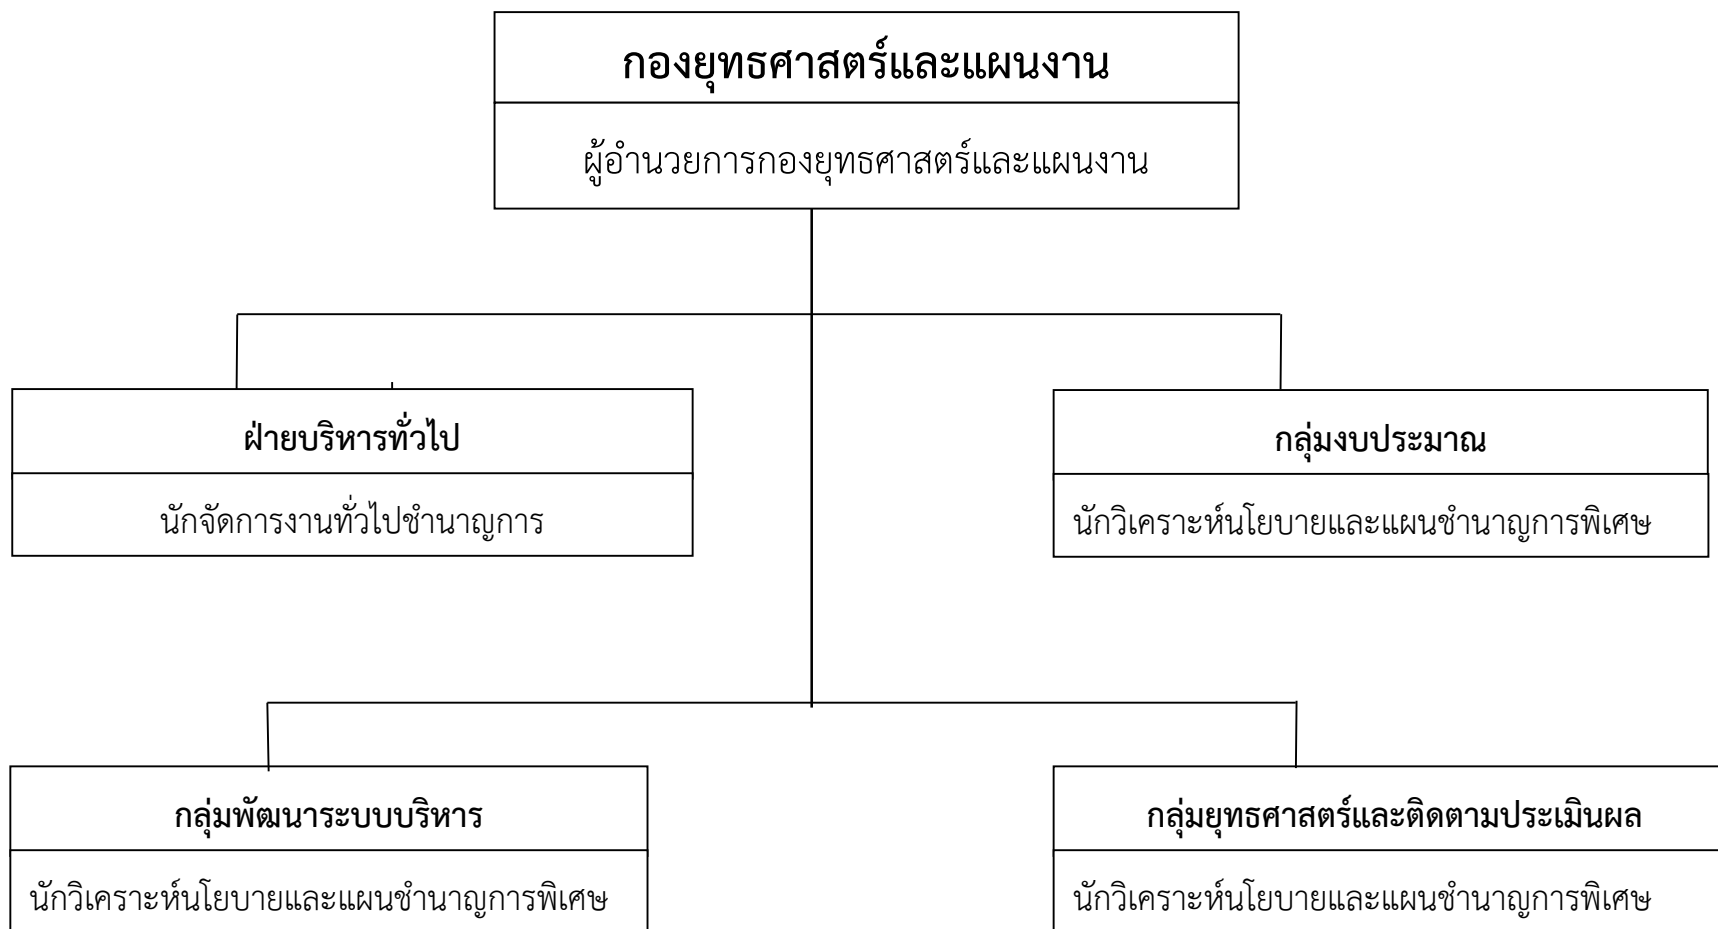 กองยุทธศาสตร์และแผนงาน
ผู้อำนวยการกองยุทธศาสตร์และแผนงาน
ฝ่ายบริหารทั่วไป
นักจัดการงานทั่วไปชำนาญการ
กลุ่มงบประมาณ
นักวิเคราะห์นโยบายและแผนชำนาญการพิเศษ
กลุ่มพัฒนาระบบบริหาร
นักวิเคราะห์นโยบายและแผนชำนาญการพิเศษ
กลุ่มยุทธศาสตร์และติดตามประเมินผล
นักวิเคราะห์นโยบายและแผนชำนาญการพิเศษ